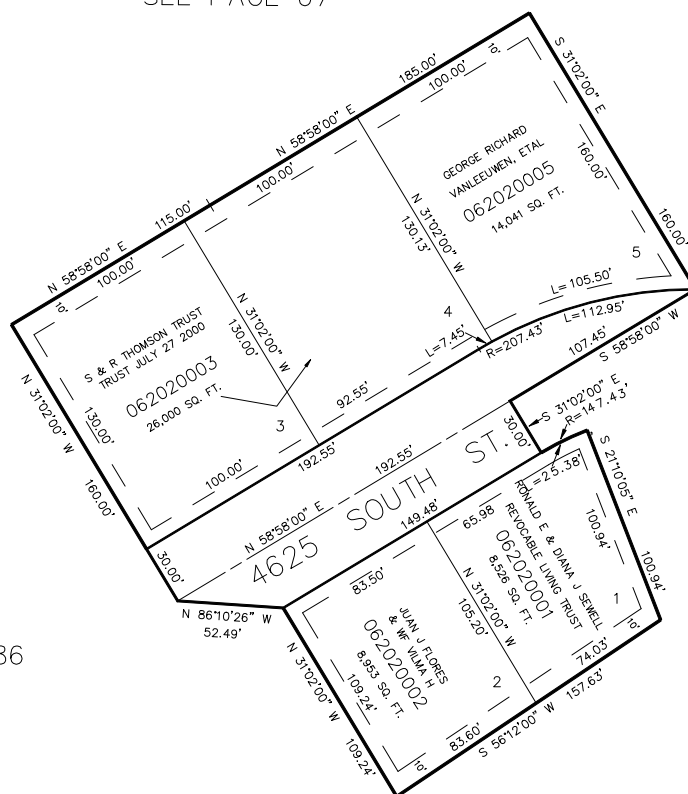 SEE PAGE 87
185.00'
N 58°58'00" E
100.00'
10'
S 31°02'00" E
160.00'
160.00'
GEORGE RICHARD
VANLEEUWEN, ETAL
062020005
14,041 SQ. FT.
5
N 31°02'00" W
130.13'
115.00'
N 58°58'00" E
100.00'
100.00'
10'
S & R THOMSON TRUST
TRUST JULY 27 2000
062020003
26,000 SQ. FT.
3
N 31°02'00" W
130.00'
4
L=7.45'
L=105.50'
L=112.95'
R=207.43'
107.45'
S 58°58'00" W
N 31°02'00" W
130.00'
160.00'
92.55'
100.00'
192.55'
30.00'
S 31°02'00" E
R=147.43'
30.00'
192.55'
N 58°58'00" E
4625 SOUTH ST.
149.48'
L=25.38'
S 21°10'05" E
100.94'
100.94'
65.98
RONALD E & DIANA J SEWELL
REVOCABLE LIVING TRUST
062020001
8,526 SQ. FT.
1
10'
83.50'
N 31°02'00" W
105.20'
JUAN J FLORES
& WF VILMA H
062020002
8,953 SQ. FT.
2
N 86°10'26" W
52.49'
N 31°02'00" W
109.24'
109.24'
10'
83.60'
74.03'
S 56°12'00" W
157.63'